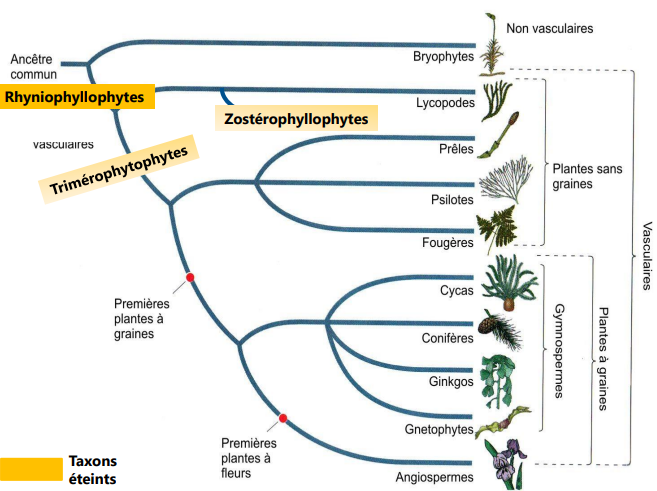 Non vasculaires
Bryophytes
Ancêtre
commun
Rhyniophyllophytes
Lycopodes
Zostérophyllophytes
vasculaires
Trimérophytophytes
Prêles
Plantes sans
graines
Psilotes
Fougères
Vasculaires
Cycas
Premières
plantes à
graines
Conifères
Gymnospermes
Plantes à graines
Ginkgos
Gnetophytes
Premières
plantes à
fleurs
Angiospermes
Taxons
éteints